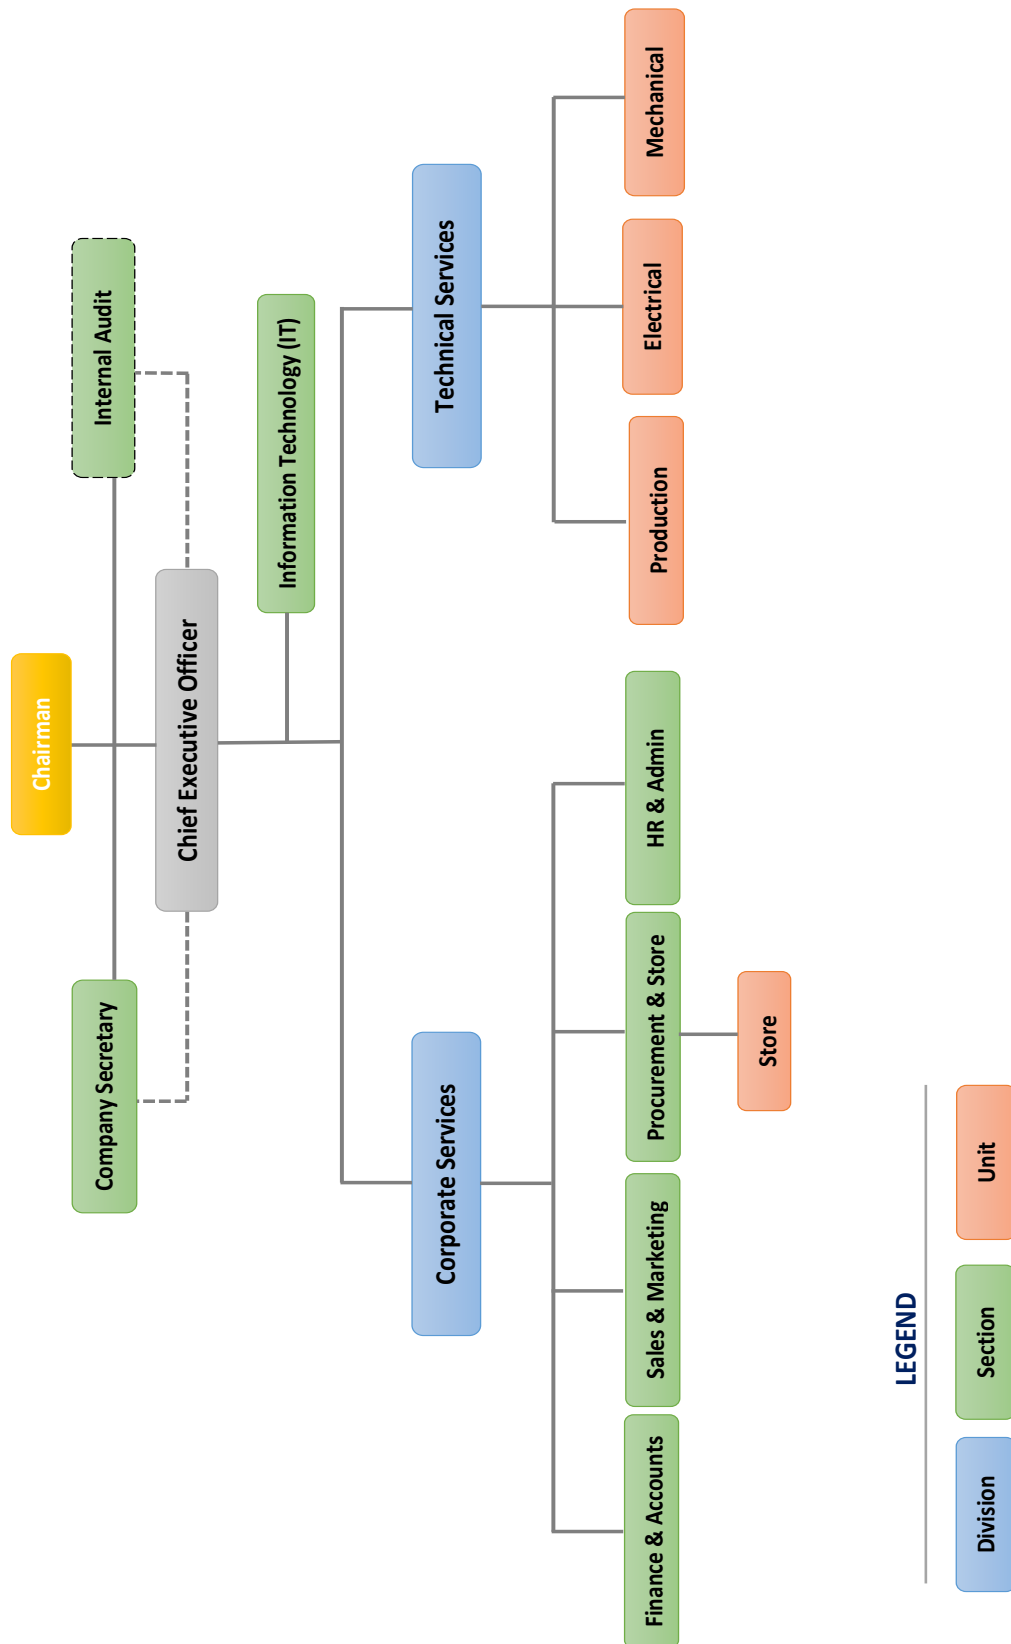 Chairman
Company Secretary
Internal Audit
Chief Executive Officer
Information Technology (IT)
Corporate Services
Technical Services
Finance & Accounts
Sales & Marketing
Procurement & Store
HR & Admin
Production
Electrical
Mechanical
Store
LEGEND
Division
Section
Unit